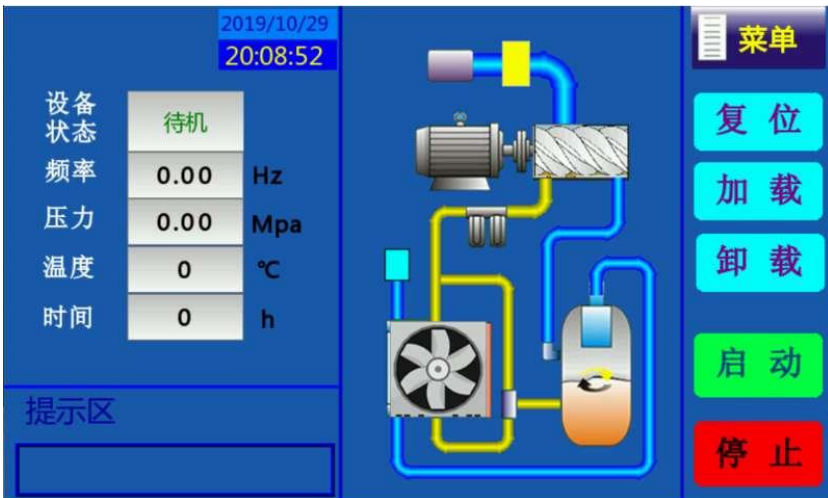 2019/10/29
20:08:52
菜单
设备
状态
待机
频率
0.00
Hz
压力
0.00
Mpa
温度
0
℃
时间
0
h
复 位
加 载
卸 载
启 动
停 止
提示区